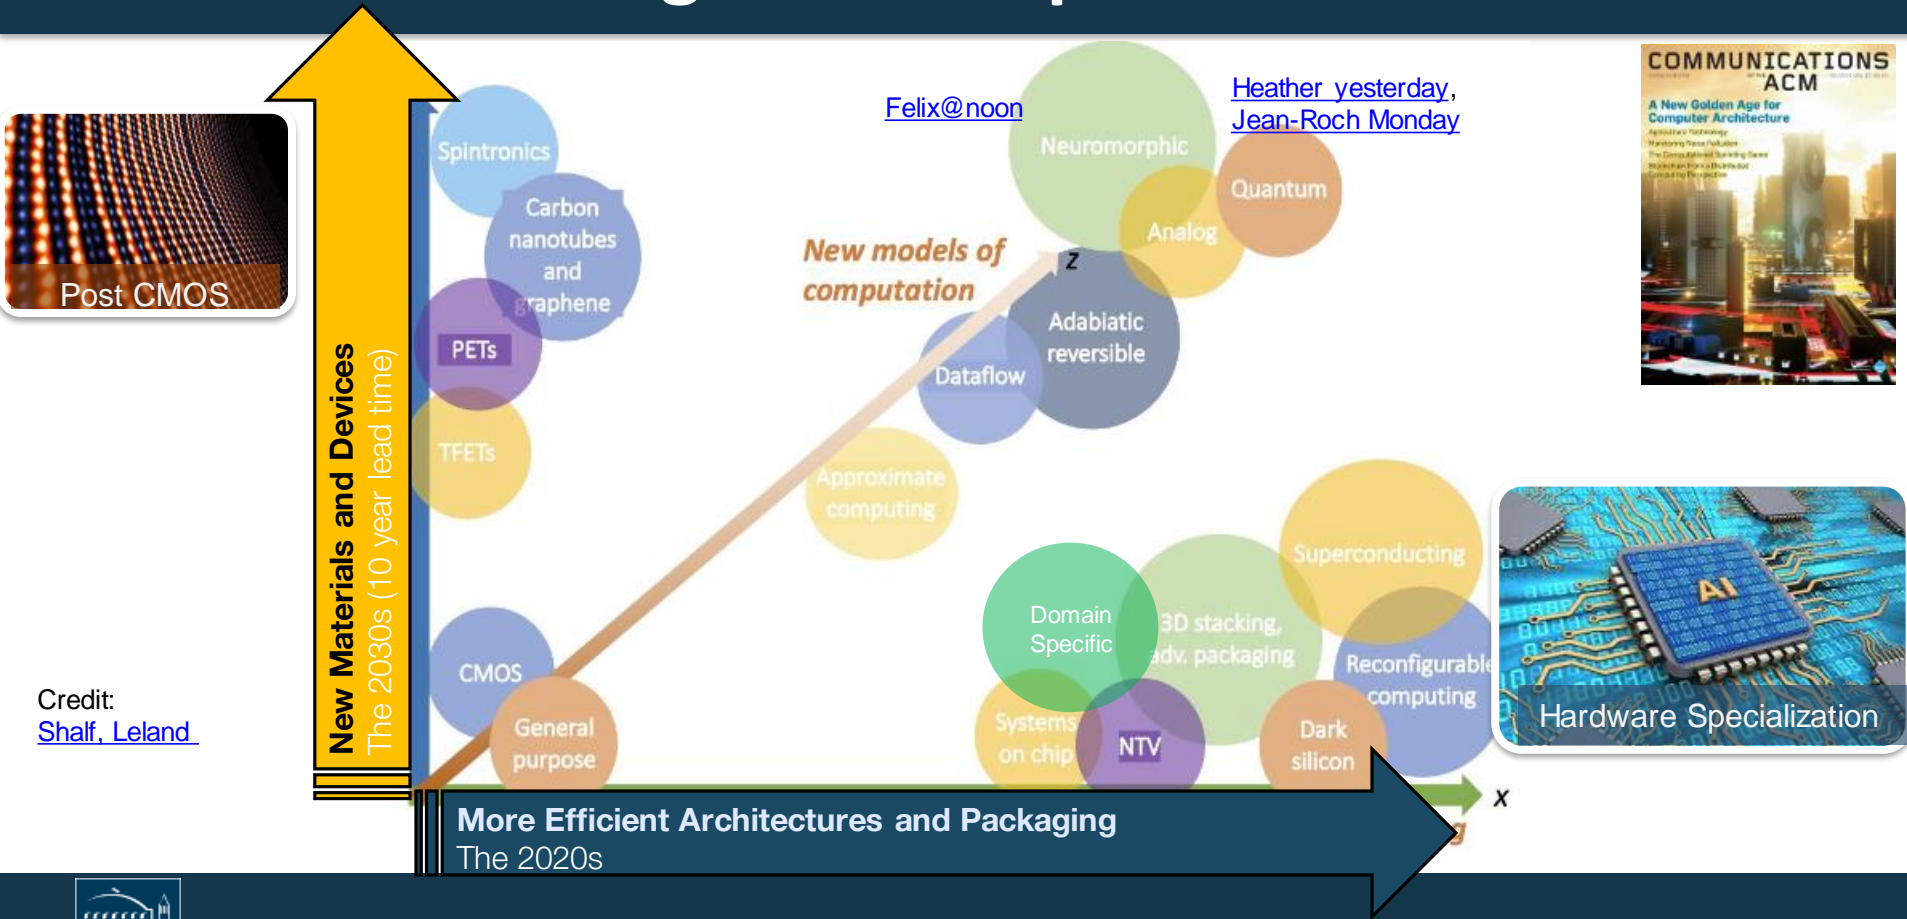 Felix@noon
Heather yesterday,
Jean-Roch Monday
COMMUNICATIONS
OF THE
ACM
A New Golden Age for
Computer Architecture
Post CMOS
New Materials and Devices
The 2030s (10 year lead time)
Spintronics
Carbon
nanotubes
and
graphene
PETs
TFETs
CMOS
General
purpose
New models of
computation
z
Neuromorphic
Quantum
Analog
Adabiatic
reversible
Dataflow
Approximate
computing
Superconducting
Domain
Specific
3D stacking,
adv. packaging
Reconfigurable
computing
Systems
on chip
NTV
Dark
silicon
AI
Hardware Specialization
Credit:
Shalf, Leland
x
More Efficient Architectures and Packaging
The 2020s
g